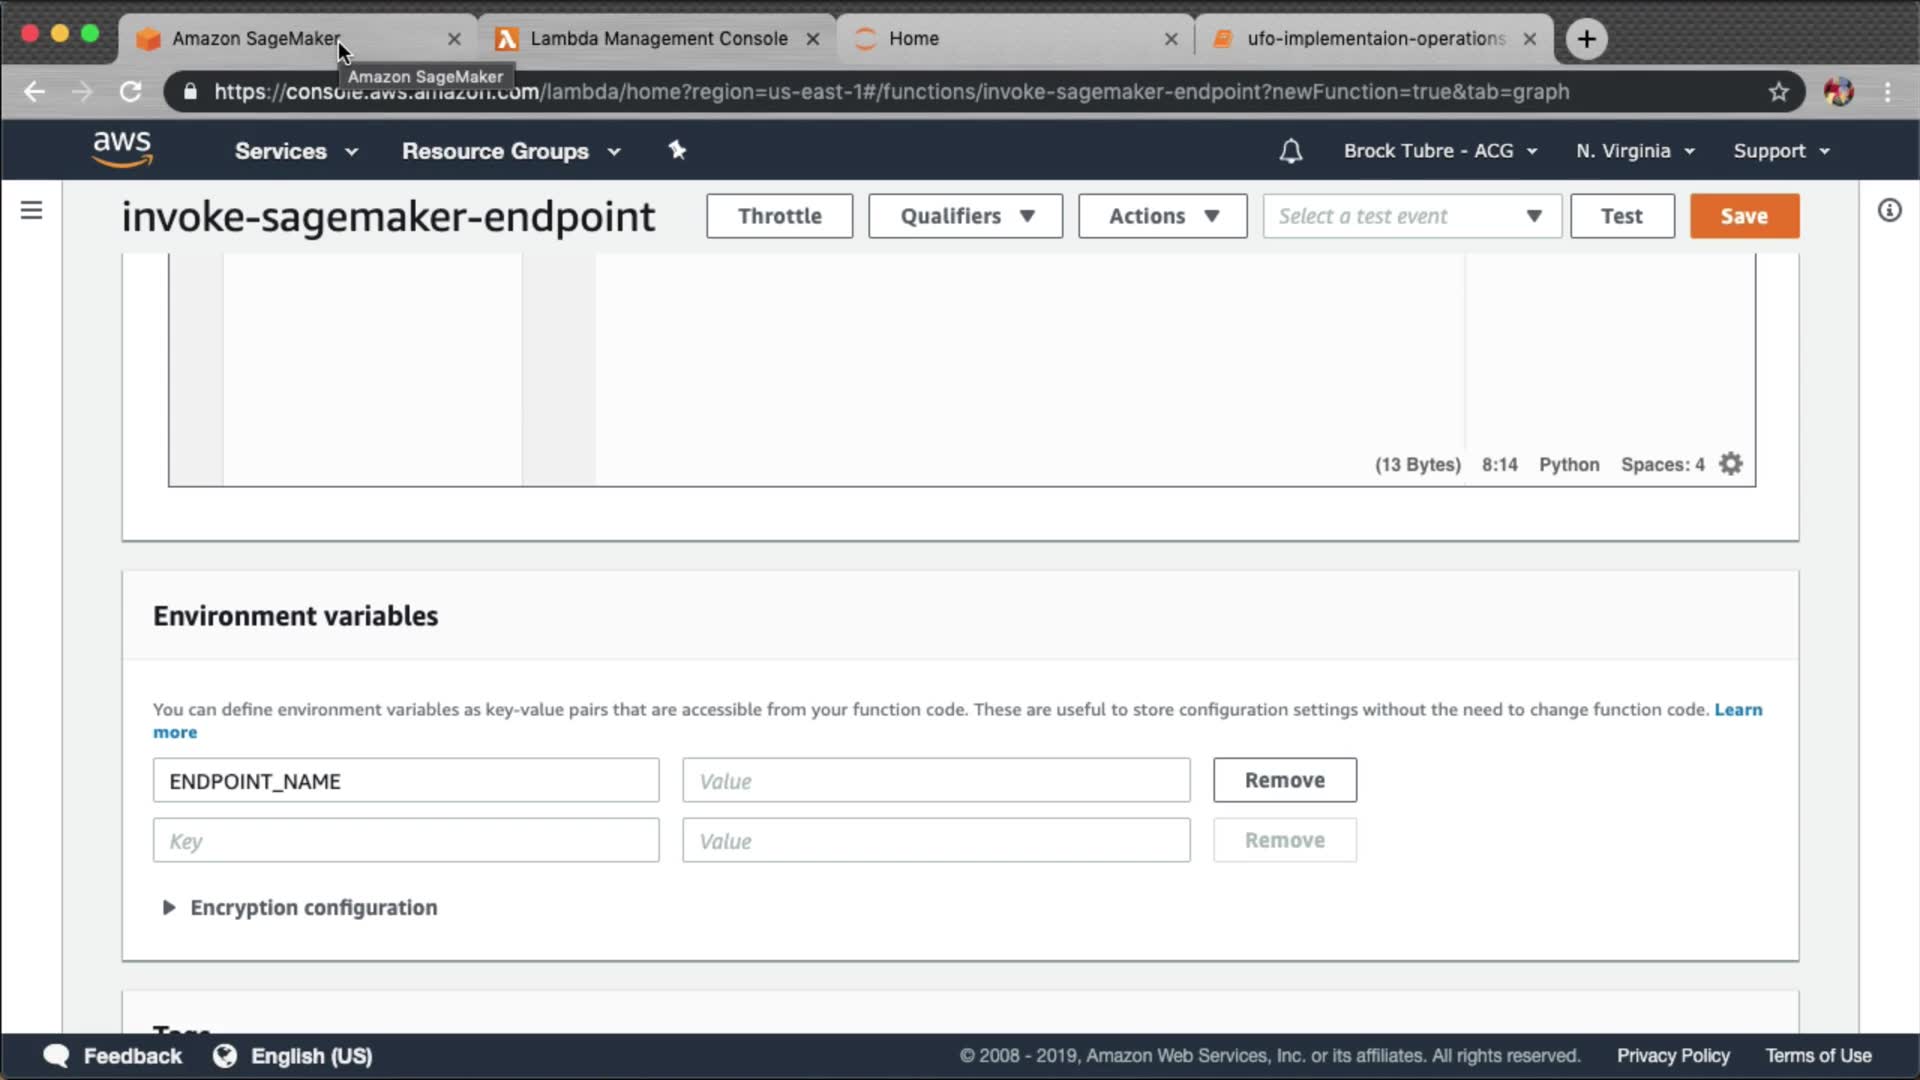 Amazon SageMaker
Lambda Management Console
Home
ufo-implementaion-operations
Amazon SageMaker
https://console.aws.amazon.com/lambda/home?region=us-east-1#/functions/invoke-sagemaker-endpoint?newFunction=true&tab=graph
aws
Services
Resource Groups
Brock Tubre - ACG
N. Virginia
Support
invoke-sagemaker-endpoint
Throttle
Qualifiers
Actions
Select a test event
Test
Save
(13 Bytes) 8:14 Python Spaces: 4
Environment variables
You can define environment variables as key-value pairs that are accessible from your function code. These are useful to store configuration settings without the need to change function code. Learn
more
ENDPOINT_NAME
Value
Remove
Key
Value
Remove
Encryption configuration
Tags
Feedback
English (US)
© 2008 - 2019, Amazon Web Services, Inc. or its affiliates. All rights reserved.
Privacy Policy
Terms of Use